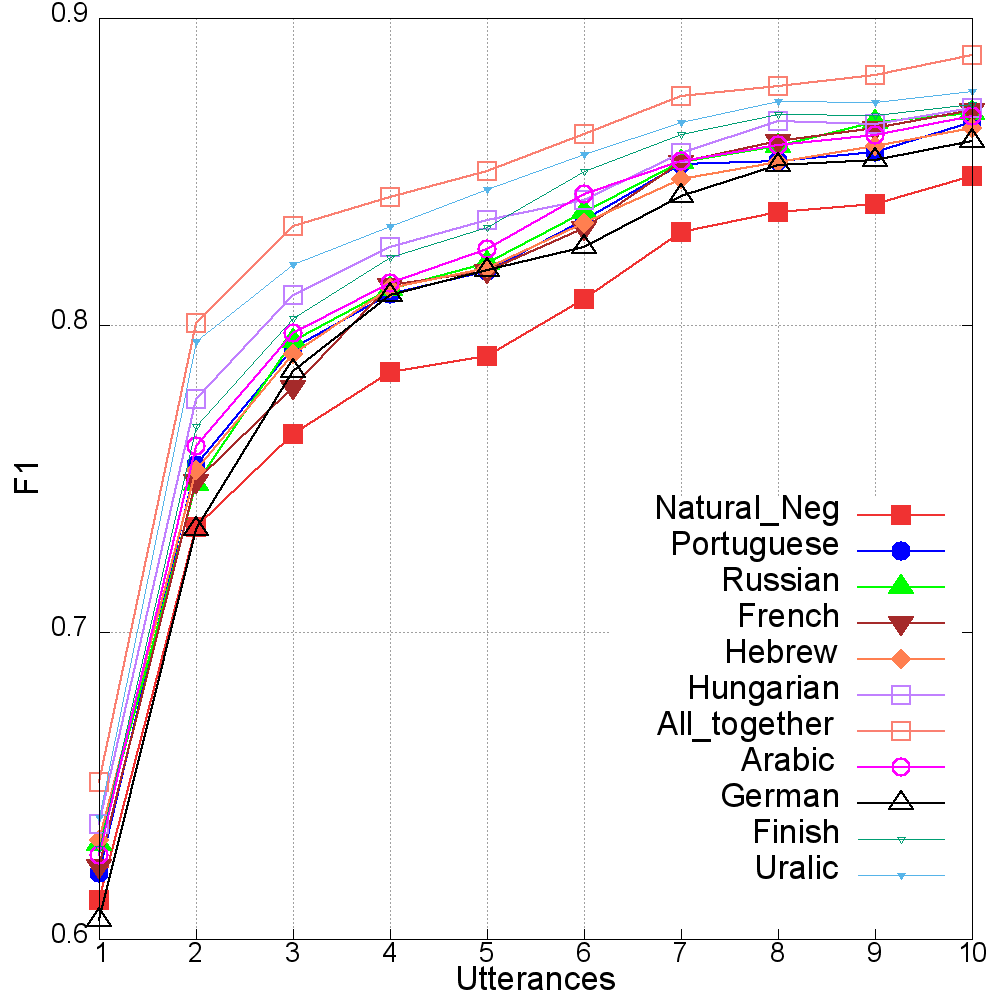 0.9
0.8
0.7
0.6
F1
Natural_Neg
Portuguese
Russian
French
Hebrew
Hungarian
All_together
Arabic
German
Finish
Uralic
1 2 3 4 5 6 7 8 9 10
Utterances